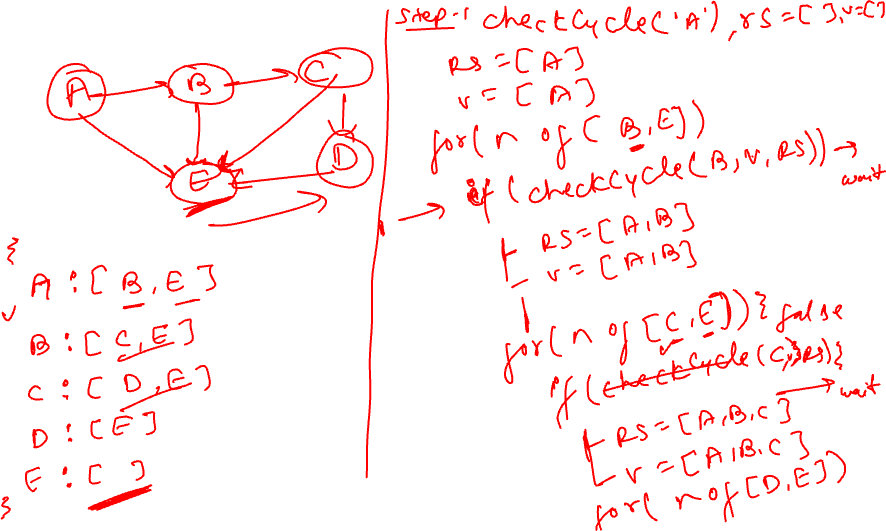 A B C
E D
{
A : [ B, E ]
B : [ C, E ]
C : [ D, E ]
D : [ E ]
E : [ ]
}
Step-1 checkCycle('A'), rs = [ ], v = [ ]
RS = [ A ]
v = [ A ]
for( n of [ B, E ])
if ( checkCycle( B, v, RS)) → wait
RS = [ A, B ]
v = [ A, B ]
for( n of [ C, E ]) { false
if ( checkCycle ( C, v, RS) {
→ wait
RS = [ A, B, C ]
v = [ A, B, C ]
for( n of [ D, E ])